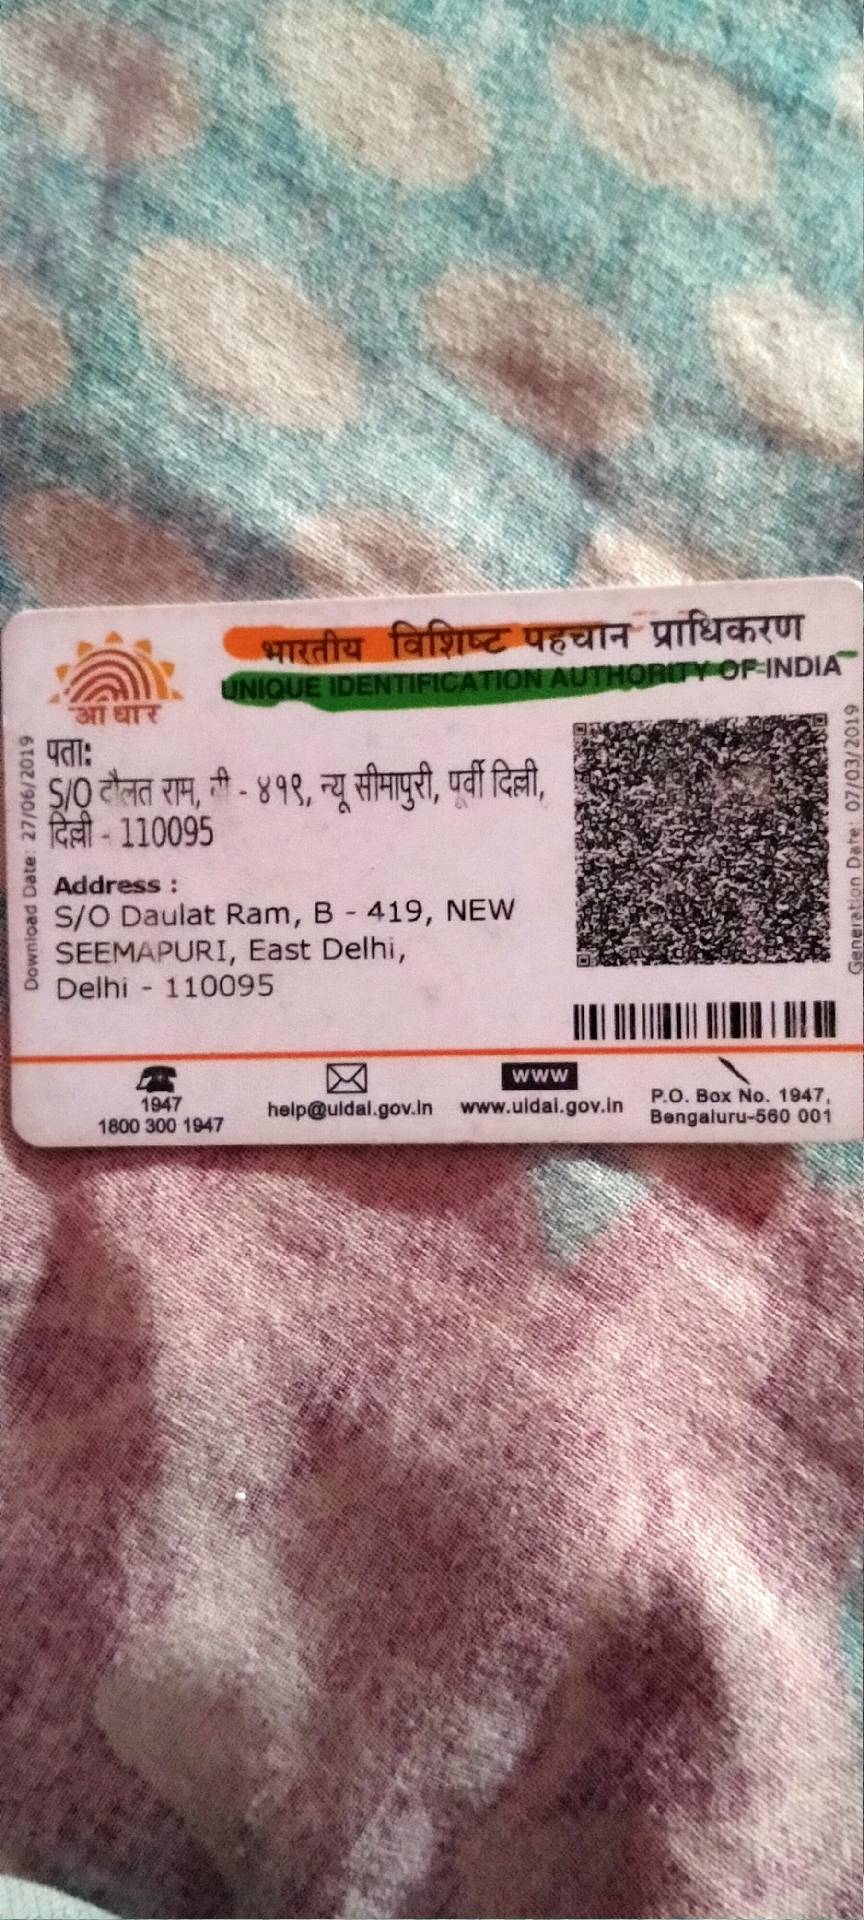 भारतीय विशिष्ट पहचान प्राधिकरण
UNIQUE IDENTIFICATION AUTHORITY OF INDIA
आधार
पता:
S/O दौलत राम, - ४१९, न्यू सीमापुरी, पूर्वी दिल्ली,
दिल्ली - 110095
Address :
S/O Daulat Ram, B - 419, NEW
SEEMAPURI, East Delhi,
Delhi - 110095
Download Date: 27/06/2019
Generation Date: 07/03/2019
1947
1800 300 1947
help@uidai.gov.in
www
www.uidai.gov.in
P.O. Box No. 1947,
Bengaluru-560 001